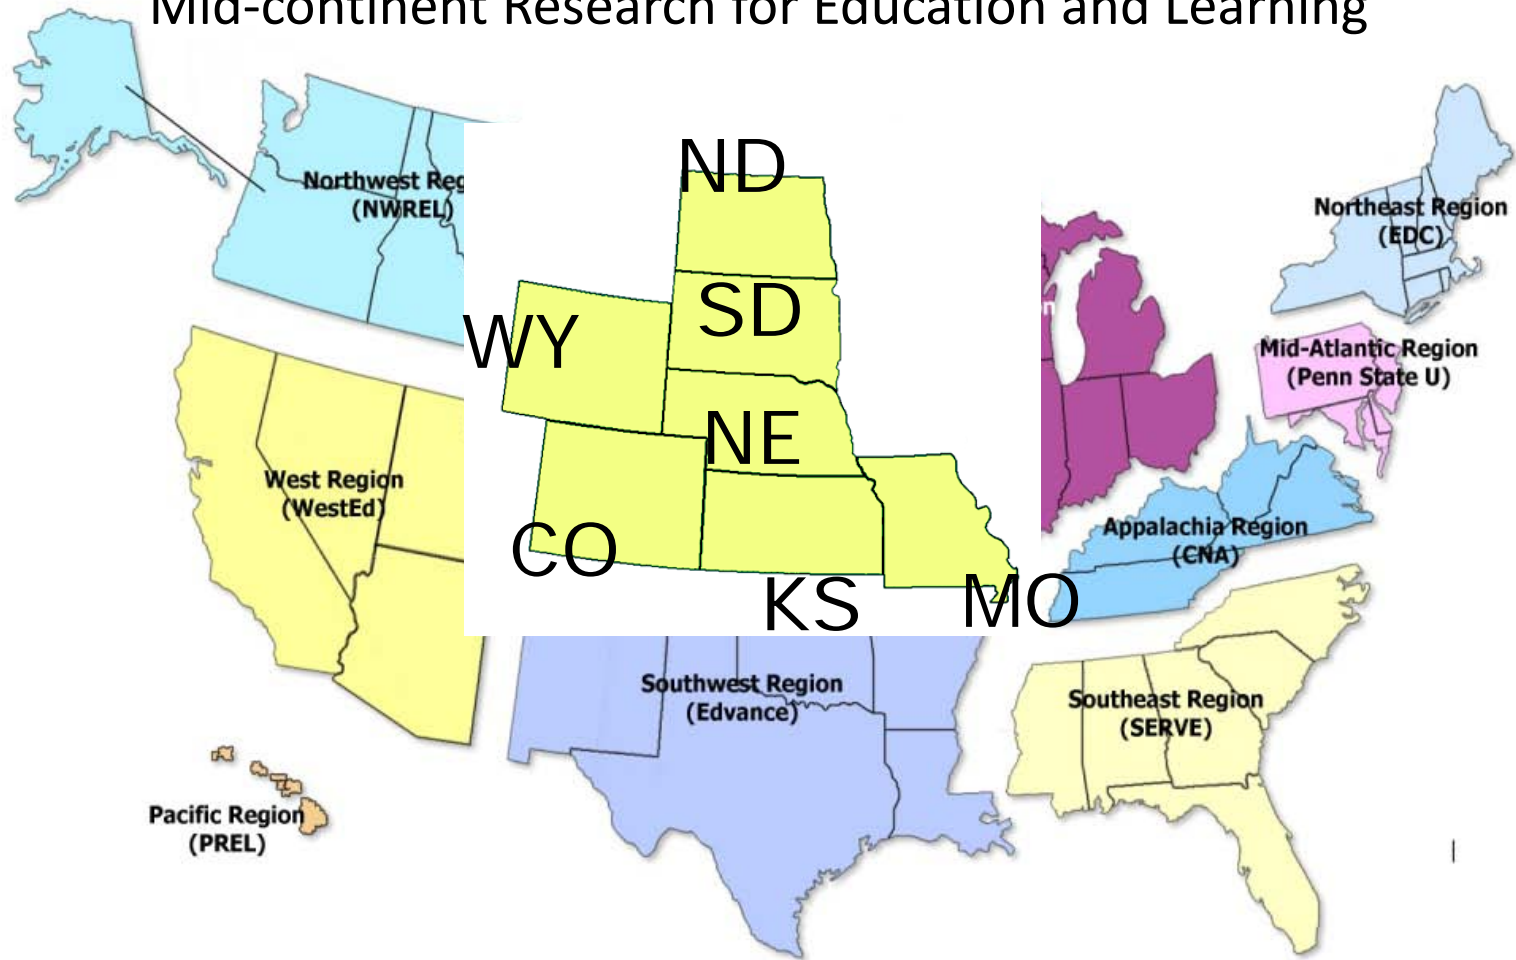 Mid-continent Research for Education and Learning
ND
Northwest Reg
(NWREL)
Northeast Region
(EDC)
SD
WY
n
Mid-Atlantic Region
(Penn State U)
NE
West Region
(WestEd)
CO
Appalachia Region
(CNA)
KS
MO
Southwest Region
(Edvance)
Southeast Region
(SERVE)
Pacific Region
(PREL)